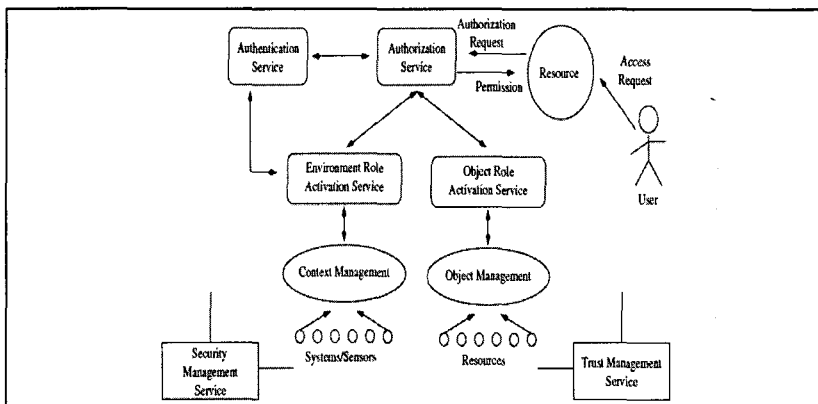 Authorization
Request
Authentication
Service
Authorization
Service
Resource
Access
Request
Permission
Environment Role
Activation Service
Object Role
Activation Service
User
Context Management
Object Management
Systems/Sensors
Resources
Security
Management
Service
Trust Management
Service